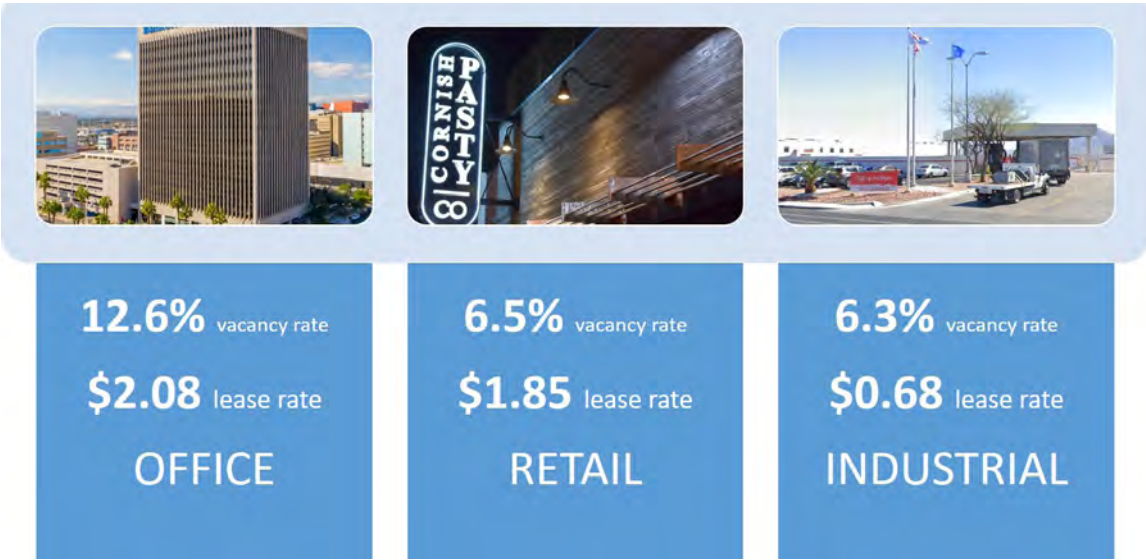 CORNISH
PASTY
CO
12.6% vacancy rate
$2.08 lease rate
OFFICE
6.5% vacancy rate
$1.85 lease rate
RETAIL
6.3% vacancy rate
$0.68 lease rate
INDUSTRIAL